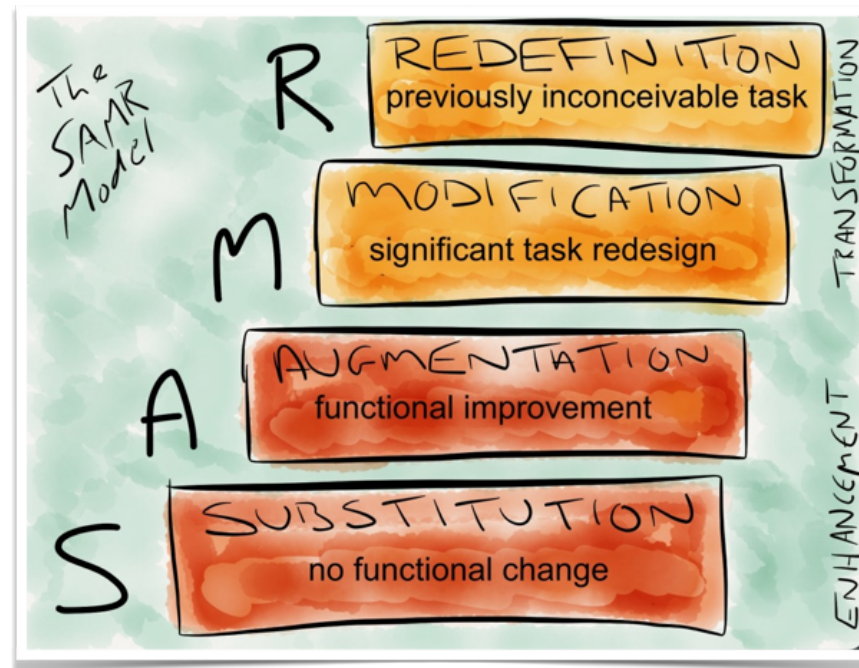 The
SAMR
Model
R
REDEFINITION
previously inconceivable task
M
MODIFICATION
significant task redesign
A
AUGMENTATION
functional improvement
S
SUBSTITUTION
no functional change
TRANSFORMATION
ENHANCEMENT